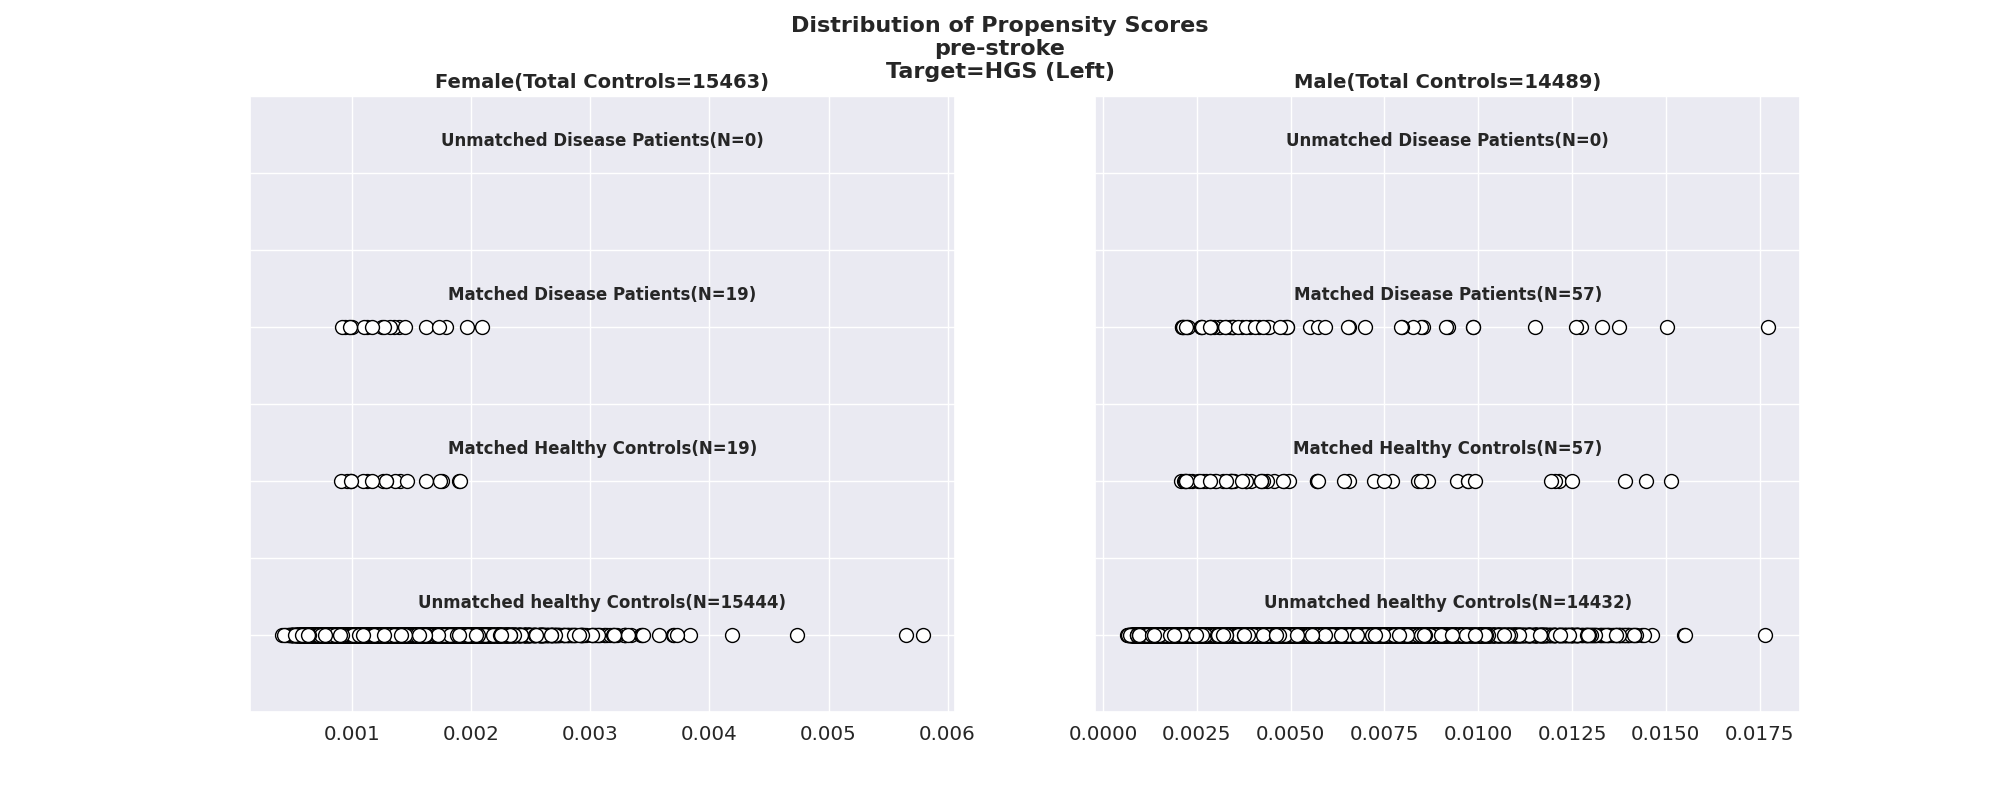 Distribution of Propensity Scores
pre-stroke
Target=HGS (Left)
Female(Total Controls=15463)
Unmatched Disease Patients(N=0)
Matched Disease Patients(N=19)
Matched Healthy Controls(N=19)
Unmatched healthy Controls(N=15444)
0.001 0.002 0.003 0.004 0.005 0.006
Male(Total Controls=14489)
Unmatched Disease Patients(N=0)
Matched Disease Patients(N=57)
Matched Healthy Controls(N=57)
Unmatched healthy Controls(N=14432)
0.0000 0.0025 0.0050 0.0075 0.0100 0.0125 0.0150 0.0175